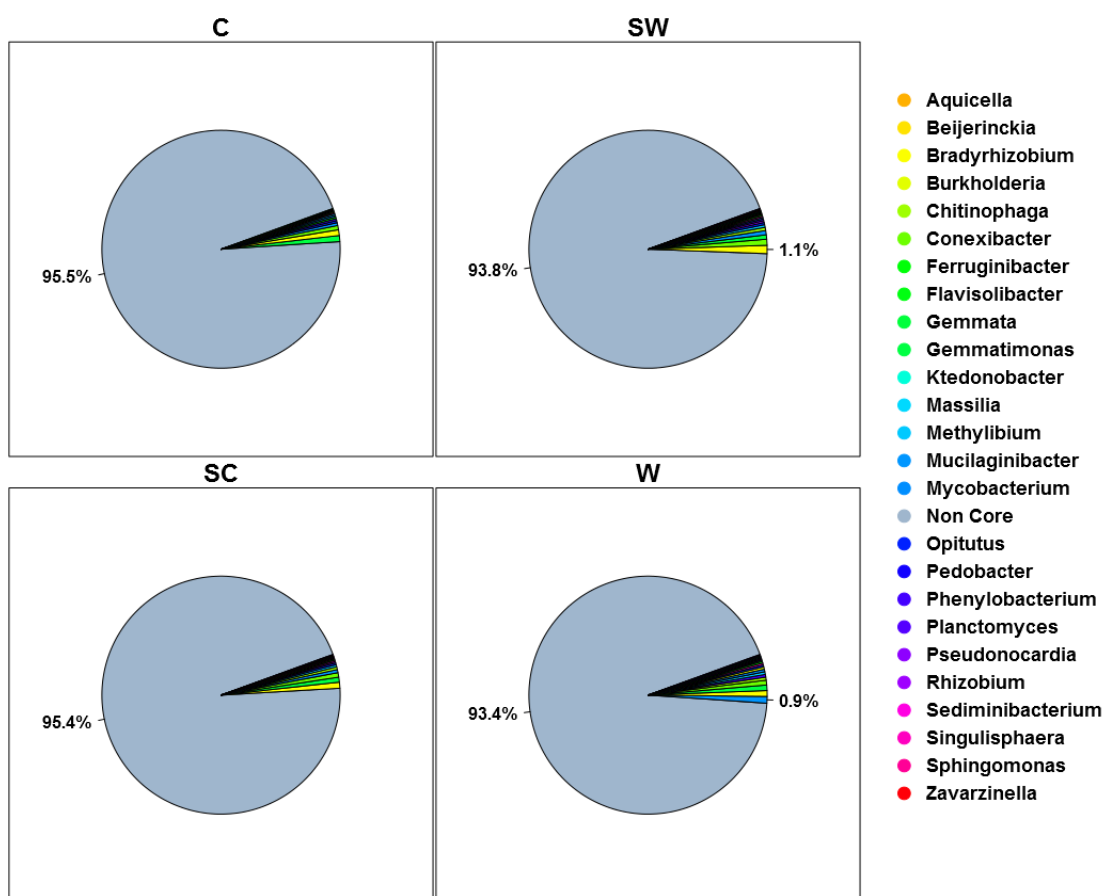 C
95.5%
SW
93.8%
1.1%
SC
95.4%
W
93.4%
0.9%
Aquicella
Beijerinckia
Bradyrhizobium
Burkholderia
Chitinophaga
Conexibacter
Ferruginibacter
Flavisolibacter
Gemmata
Gemmatimonas
Ktedonobacter
Massilia
Methylibium
Mucilaginibacter
Mycobacterium
Non Core
Opitutus
Pedobacter
Phenylobacterium
Planctomyces
Pseudonocardia
Rhizobium
Sediminibacterium
Singulisphaera
Sphingomonas
Zavarzinella